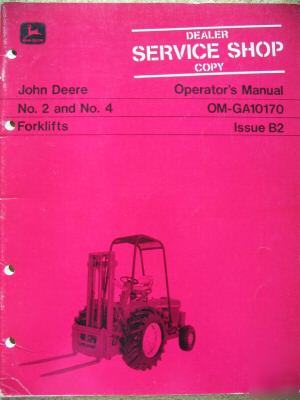 DEALER
SERVICE SHOP
COPY
John Deere Operator's Manual
No. 2 and No. 4 OM-GA10170
Forklifts Issue B2